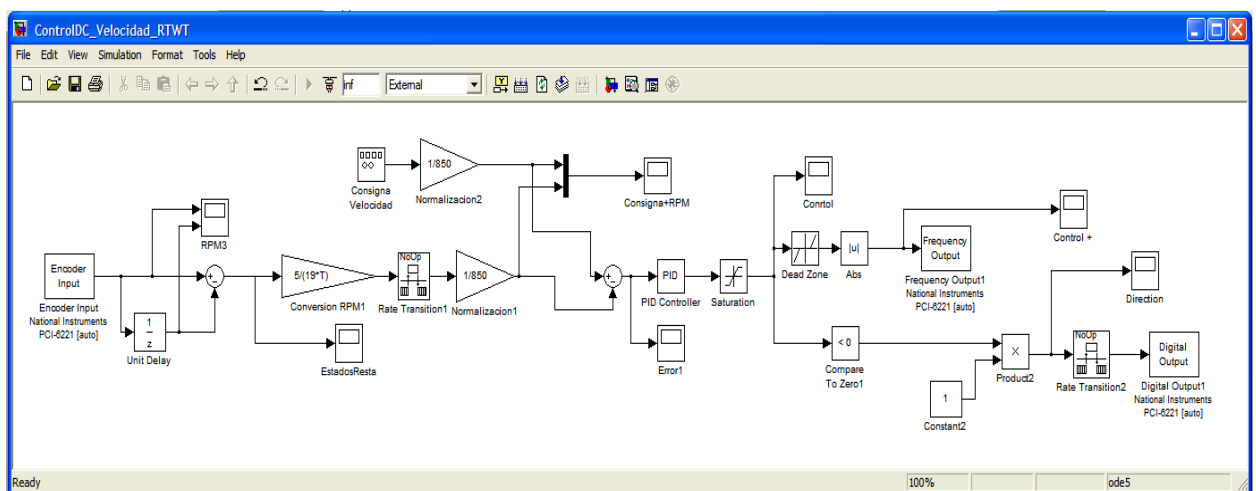 ControlDC_Velocidad_RTWT
File Edit View Simulation Format Tools Help
inf
External
Consigna
Velocidad
1/850
Normalizacion2
Consigna+RPM
RPM3
Encoder
Input
Encoder Input
National Instruments
PCI-6221 [auto]
1
z
Unit Delay
+
-
5/(19*T)
Conversion RPM1
EstadosResta
NoOp
Rate Transition1
1/850
Normalizacion1
+
-
PID
PID Controller
Error1
Saturation
Conrtol
Dead Zone
|u|
Abs
Frequency
Output
Frequency Output1
National Instruments
PCI-6221 [auto]
Control +
< 0
Compare
To Zero1
1
Constant2
X
Product2
Direction
NoOp
Rate Transition2
Digital
Output
Digital Output1
National Instruments
PCI-6221 [auto]
Ready
100%
ode5